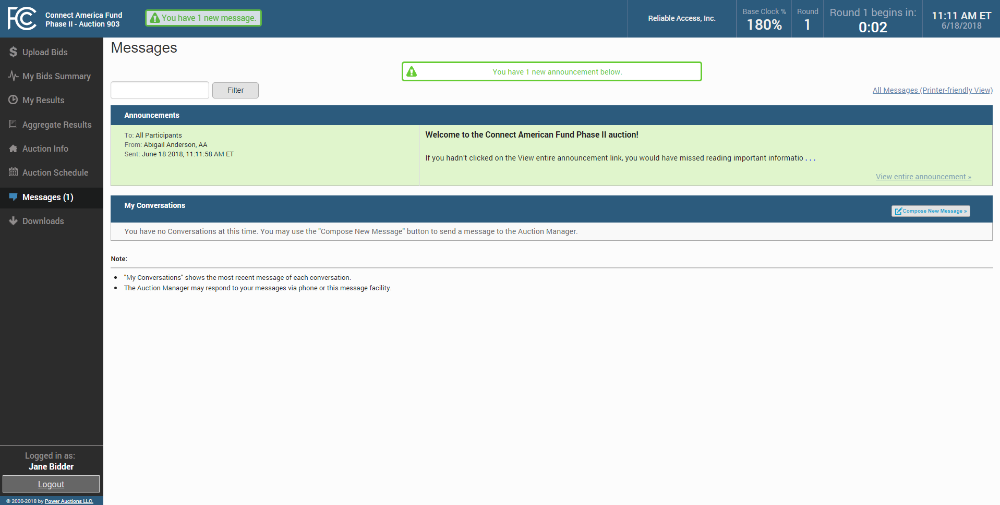 FCC
Connect America Fund
Phase II - Auction 903
You have 1 new message.
Reliable Access, Inc.
Base Clock %
180%
Round
1
Round 1 begins in:
0:02
11:11 AM ET
6/18/2018
Upload Bids
My Bids Summary
My Results
Aggregate Results
Auction Info
Auction Schedule
Messages (1)
Downloads
Messages
You have 1 new announcement below.
Filter
All Messages (Printer-friendly View)
Announcements
To: All Participants
From: Abigail Anderson, AA
Sent: June 18 2018, 11:11:58 AM ET
Welcome to the Connect American Fund Phase II auction!
If you hadn't clicked on the View entire announcement link, you would have missed reading important informatio . . .
View entire announcement »
My Conversations
Compose New Message »
You have no Conversations at this time. You may use the "Compose New Message" button to send a message to the Auction Manager.
Note:
• "My Conversations" shows the most recent message of each conversation.
• The Auction Manager may respond to your messages via phone or this message facility.
Logged in as:
Jane Bidder
Logout
© 2000-2018 by Power Auctions LLC.